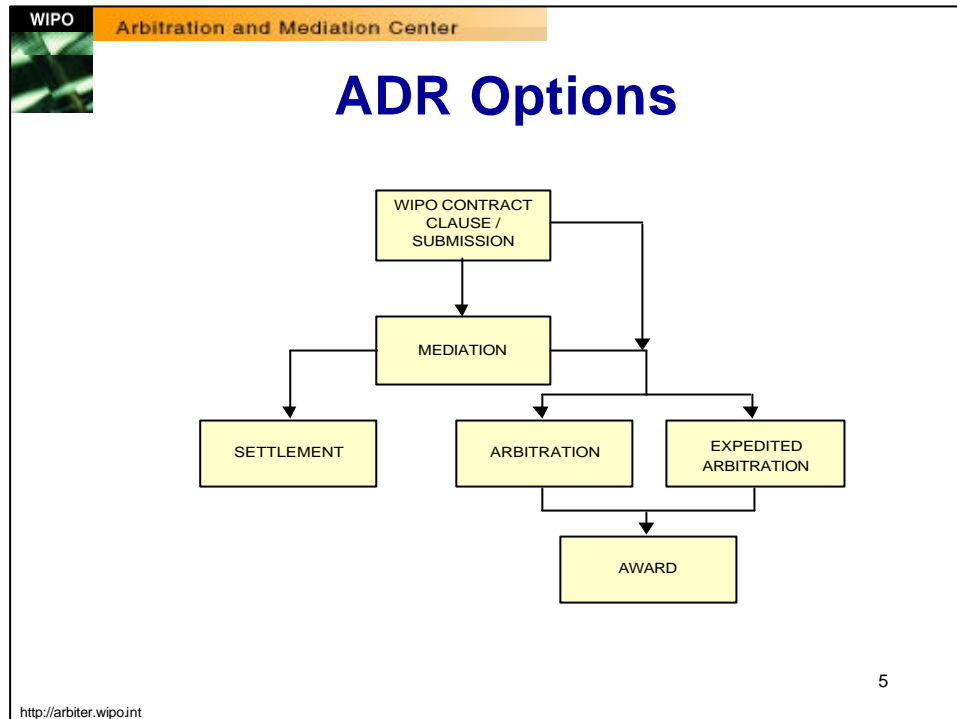 WIPO
Arbitration and Mediation Center
ADR Options
WIPO CONTRACT
CLAUSE /
SUBMISSION
MEDIATION
SETTLEMENT
ARBITRATION
EXPEDITED
ARBITRATION
AWARD
5
http://arbiter.wipo.int